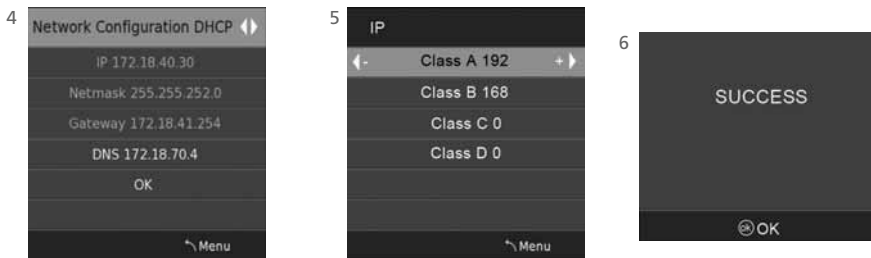 4
Network Configuration DHCP
IP 172.18.40.30
Netmask 255.255.252.0
Gateway 172.18.41.254
DNS 172.18.70.4
OK
Menu
5
IP
- Class A 192 +
Class B 168
Class C 0
Class D 0
Menu
6
SUCCESS
ok OK